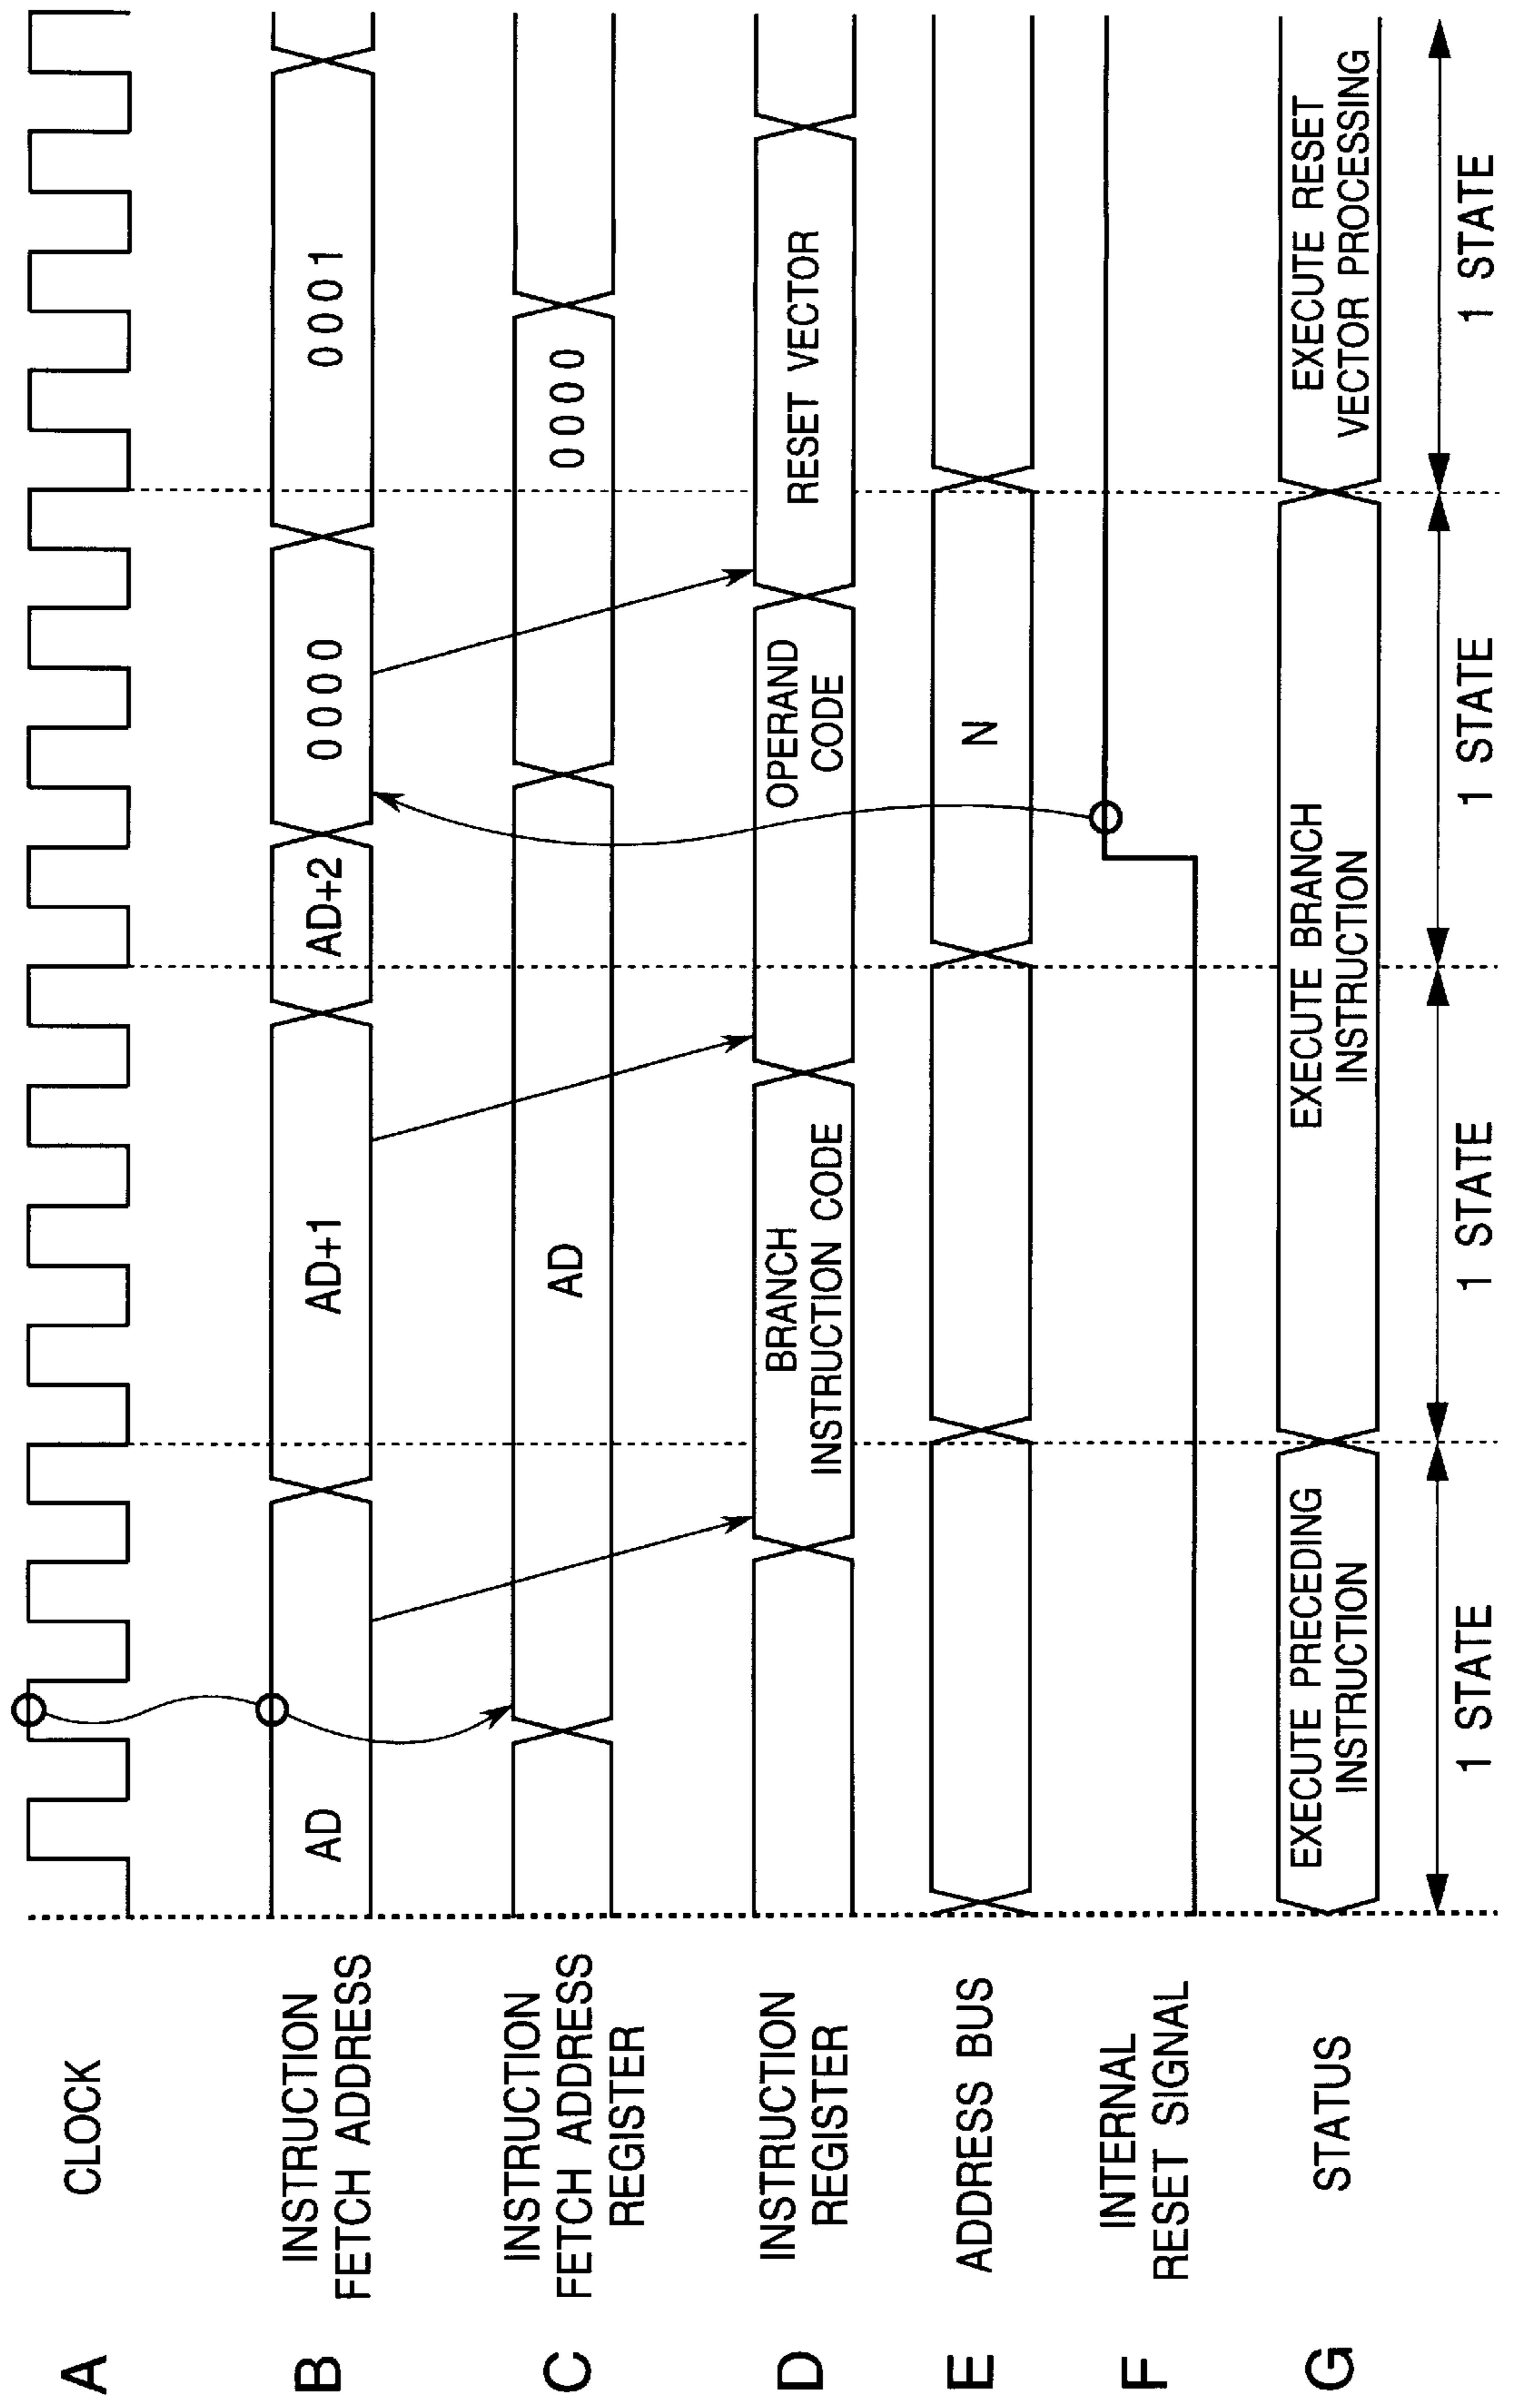 A
CLOCK
B
INSTRUCTION
FETCH ADDRESS
AD
AD+1
AD+2
0000
0001
C
INSTRUCTION
FETCH ADDRESS
REGISTER
AD
0000
D
INSTRUCTION
REGISTER
BRANCH
INSTRUCTION CODE
OPERAND
CODE
RESET VECTOR
E
ADDRESS BUS
N
F
INTERNAL
RESET SIGNAL
G
STATUS
EXECUTE PRECEDING
INSTRUCTION
EXECUTE BRANCH
INSTRUCTION
EXECUTE RESET
VECTOR PROCESSING
1 STATE
1 STATE
1 STATE
1 STATE